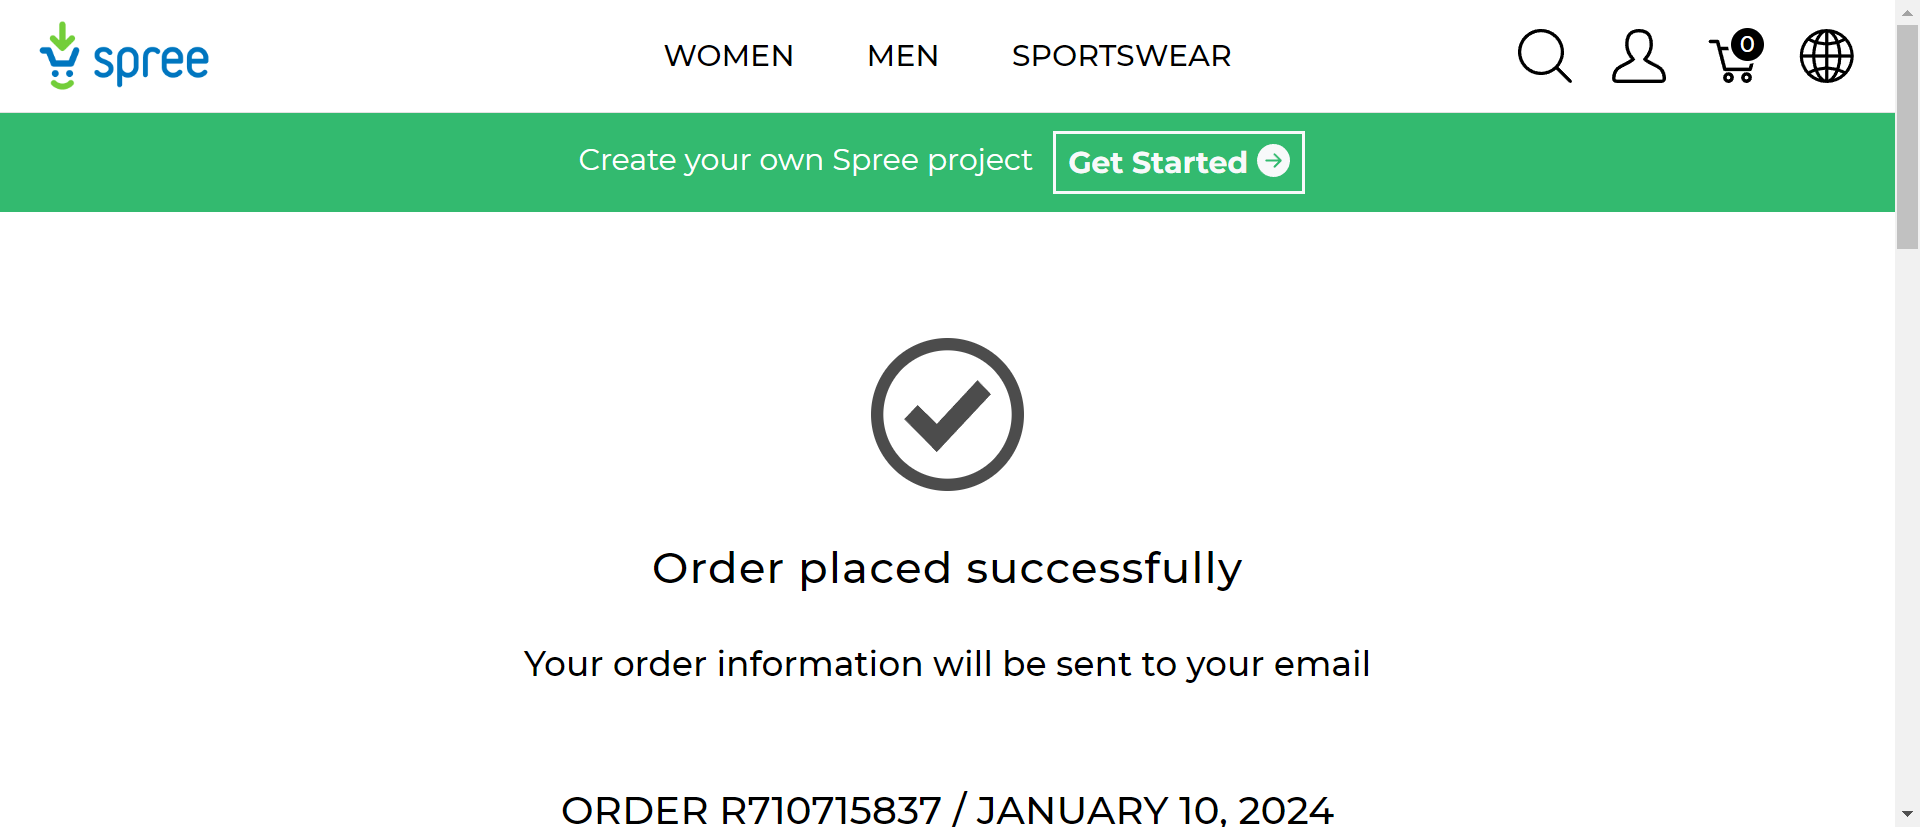 spree
WOMEN
MEN
SPORTSWEAR
0
Create your own Spree project
Get Started
Order placed successfully
Your order information will be sent to your email
ORDER R710715837 / JANUARY 10, 2024